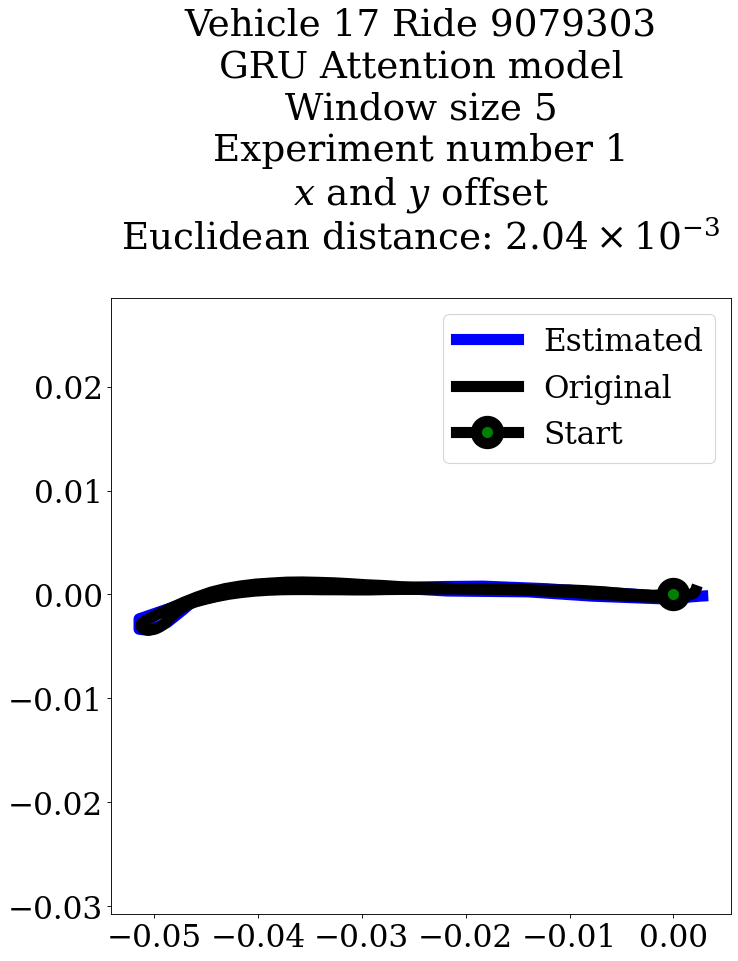 Vehicle 17 Ride 9079303
GRU Attention model
Window size 5
Experiment number 1
x and y offset
Euclidean distance: 2.04 × 10⁻³
Estimated
Original
Start
0.02
0.01
0.00
−0.01
−0.02
−0.03
−0.05 −0.04 −0.03 −0.02 −0.01 0.00